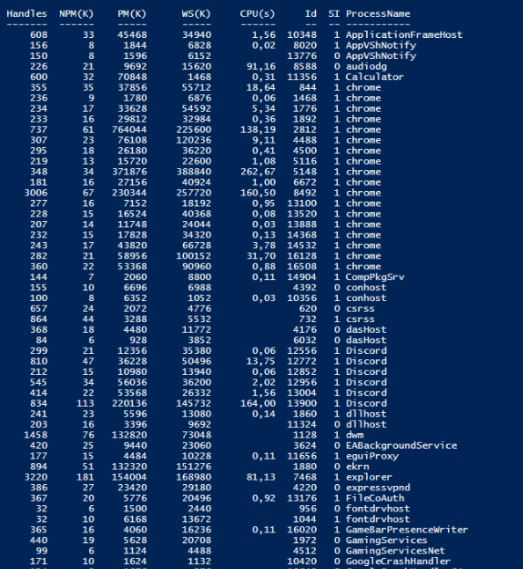 Handles NPM(K) PM(K) WS(K) CPU(s) Id SI ProcessName
------- ------ ----- ----- ------ -- -- -----------
608 33 45468 34940 1,56 10348 1 ApplicationFrameHost
156 8 1844 6828 0,02 8020 1 AppVShNotify
150 8 1596 6152 13776 0 AppVShNotify
226 21 9692 15620 91,16 8588 0 audiodg
600 32 70848 1468 0,31 11356 1 Calculator
355 35 37856 55712 18,64 844 1 chrome
236 9 1780 6876 0,06 1468 1 chrome
234 17 33628 54592 5,34 1776 1 chrome
233 16 29812 32984 0,36 1892 1 chrome
737 61 764044 225600 138,19 2812 1 chrome
307 23 76108 120236 9,11 4488 1 chrome
295 18 26180 36220 0,41 4500 1 chrome
219 13 15720 22600 1,08 5116 1 chrome
348 34 371876 388840 262,67 5148 1 chrome
181 16 27156 40924 1,00 6672 1 chrome
3006 67 230344 257720 160,50 8492 1 chrome
277 16 7152 18192 0,95 13100 1 chrome
228 15 16524 40368 0,08 13520 1 chrome
207 14 11748 24044 0,03 13888 1 chrome
232 15 17828 34320 0,13 14368 1 chrome
243 17 43820 66728 3,78 14532 1 chrome
282 21 58956 100152 31,70 16128 1 chrome
360 22 53368 90960 0,88 16508 1 chrome
144 7 2060 8800 0,11 14904 1 CompPkgSrv
155 10 6696 6988 4392 0 conhost
100 8 6352 1052 0,03 10356 1 conhost
657 24 2072 4776 620 0 csrss
864 44 3288 5532 732 1 csrss
368 18 4480 11772 4176 0 dasHost
84 6 928 3852 6032 0 dasHost
299 21 12356 35380 0,06 12556 1 Discord
810 47 36228 50496 13,75 12772 1 Discord
212 15 10980 13940 0,06 12852 1 Discord
545 34 56036 36200 2,02 12956 1 Discord
414 22 53568 26332 1,56 13004 1 Discord
834 113 220136 145732 164,00 13900 1 Discord
241 23 5596 13080 0,14 1860 1 dllhost
203 16 3396 9692 11324 0 dllhost
1458 76 132820 73048 1128 1 dwm
420 25 9440 23060 3624 0 EABackgroundService
177 15 4484 10228 0,11 11656 1 eguiProxy
894 51 132320 151276 1880 0 ekrn
3220 181 154004 168980 81,13 7468 1 explorer
386 27 23420 29180 4220 0 expressvpnd
367 20 5776 20496 0,92 13176 1 FileCoAuth
32 6 1500 2440 956 0 fontdrvhost
32 10 6168 13672 1044 1 fontdrvhost
365 16 4060 16236 0,11 16020 1 GameBarPresenceWriter
440 19 5628 20708 1972 0 GamingServices
99 6 1124 4488 4512 0 GamingServicesNet
171 10 1624 1132 10420 0 GoogleCrashHandler